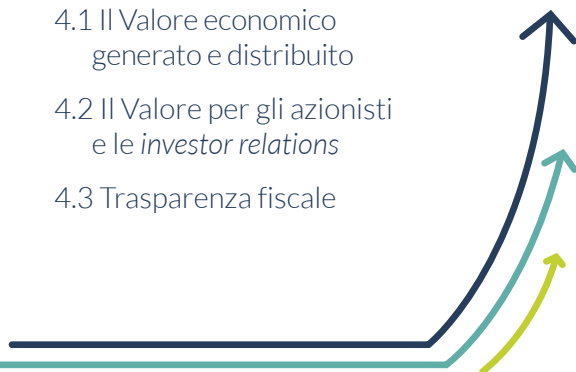 4.1 Il Valore economico
generato e distribuito
4.2 Il Valore per gli azionisti
e le investor relations
4.3 Trasparenza fiscale